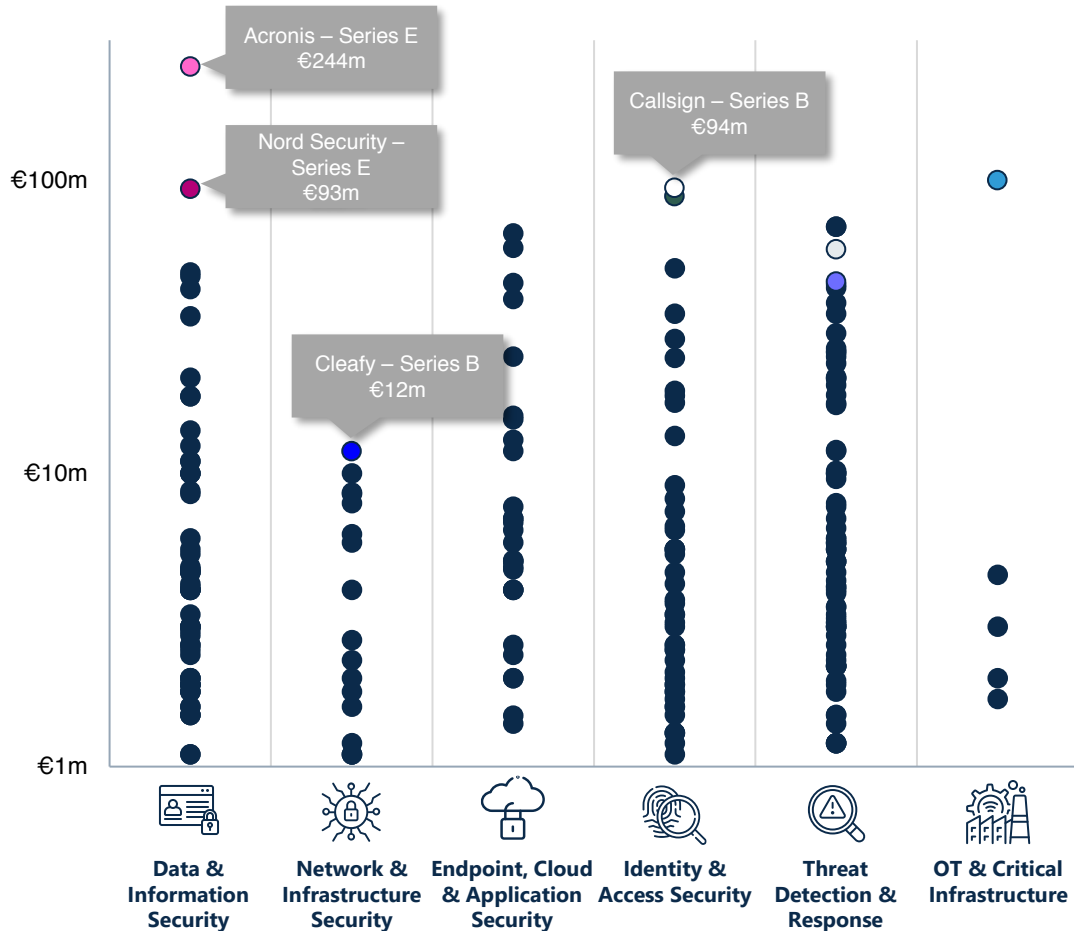 Acronis – Series E
€244m
Callsign – Series B
€94m
Nord Security –
Series E
€93m
€100m
Cleafy – Series B
€12m
€10m
€1m
Data &
Information
Security
Network &
Infrastructure
Security
Endpoint, Cloud
& Application
Security
Identity &
Access Security
Threat
Detection &
Response
OT & Critical
Infrastructure